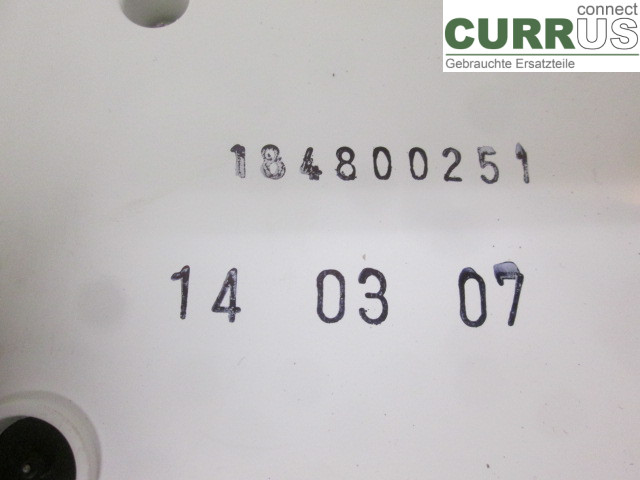 connect
CURRUS
Gebrauchte Ersatzteile
184800251
14 03 07